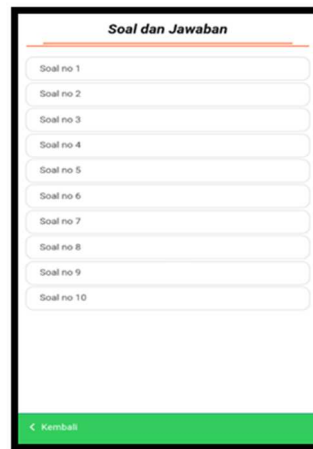 Soal dan Jawaban
Soal no 1
Soal no 2
Soal no 3
Soal no 4
Soal no 5
Soal no 6
Soal no 7
Soal no 8
Soal no 9
Soal no 10
Kembali